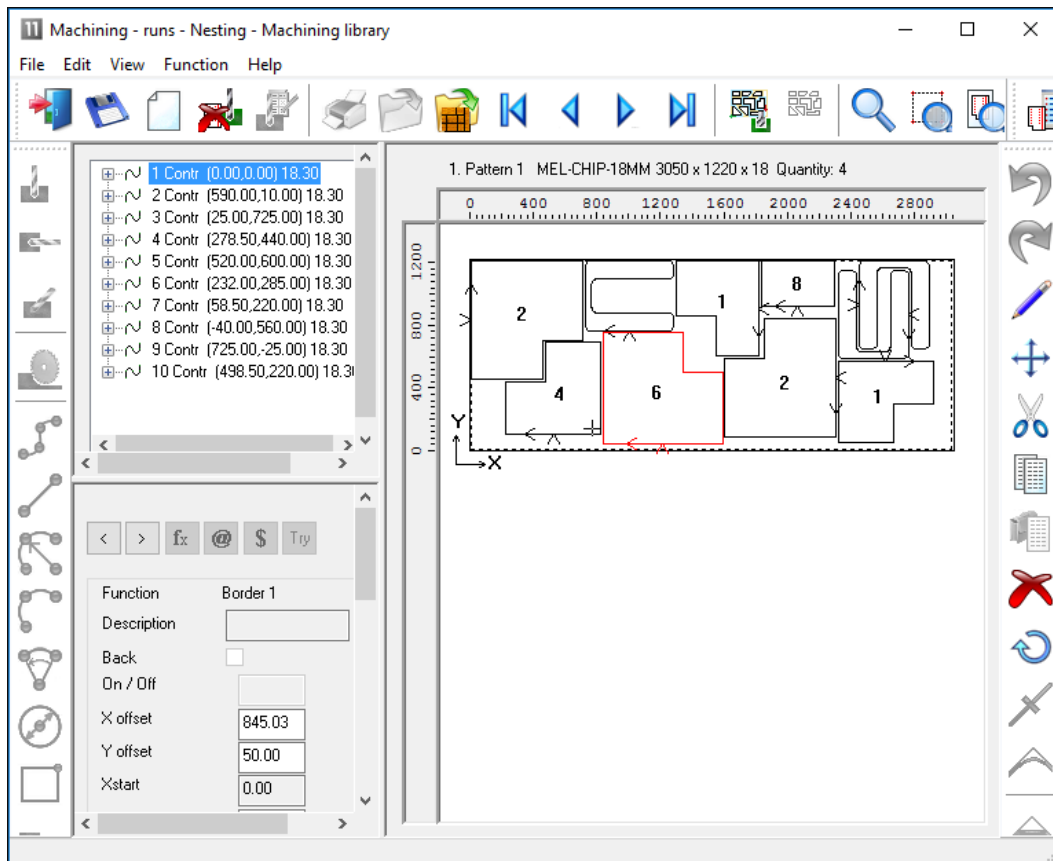 11 Machining - runs - Nesting - Machining library
File Edit View Function Help
1 Contr (0.00,0.00) 18.30
2 Contr (590.00,10.00) 18.30
3 Contr (25.00,725.00) 18.30
4 Contr (278.50,440.00) 18.30
5 Contr (520.00,600.00) 18.30
6 Contr (232.00,285.00) 18.30
7 Contr (58.50,220.00) 18.30
8 Contr (-40.00,560.00) 18.30
9 Contr (725.00,-25.00) 18.30
10 Contr (498.50,220.00) 18.3
1. Pattern 1 MEL-CHIP-18MM 3050 x 1220 x 18 Quantity: 4
0 400 800 1200 1600 2000 2400 2800
1200
800
400
0
2 1 8
4 6 2 1
Y
X
< > fx @ $ Try
Function Border 1
Description
Back
On / Off
X offset 845.03
Y offset 50.00
Xstart 0.00